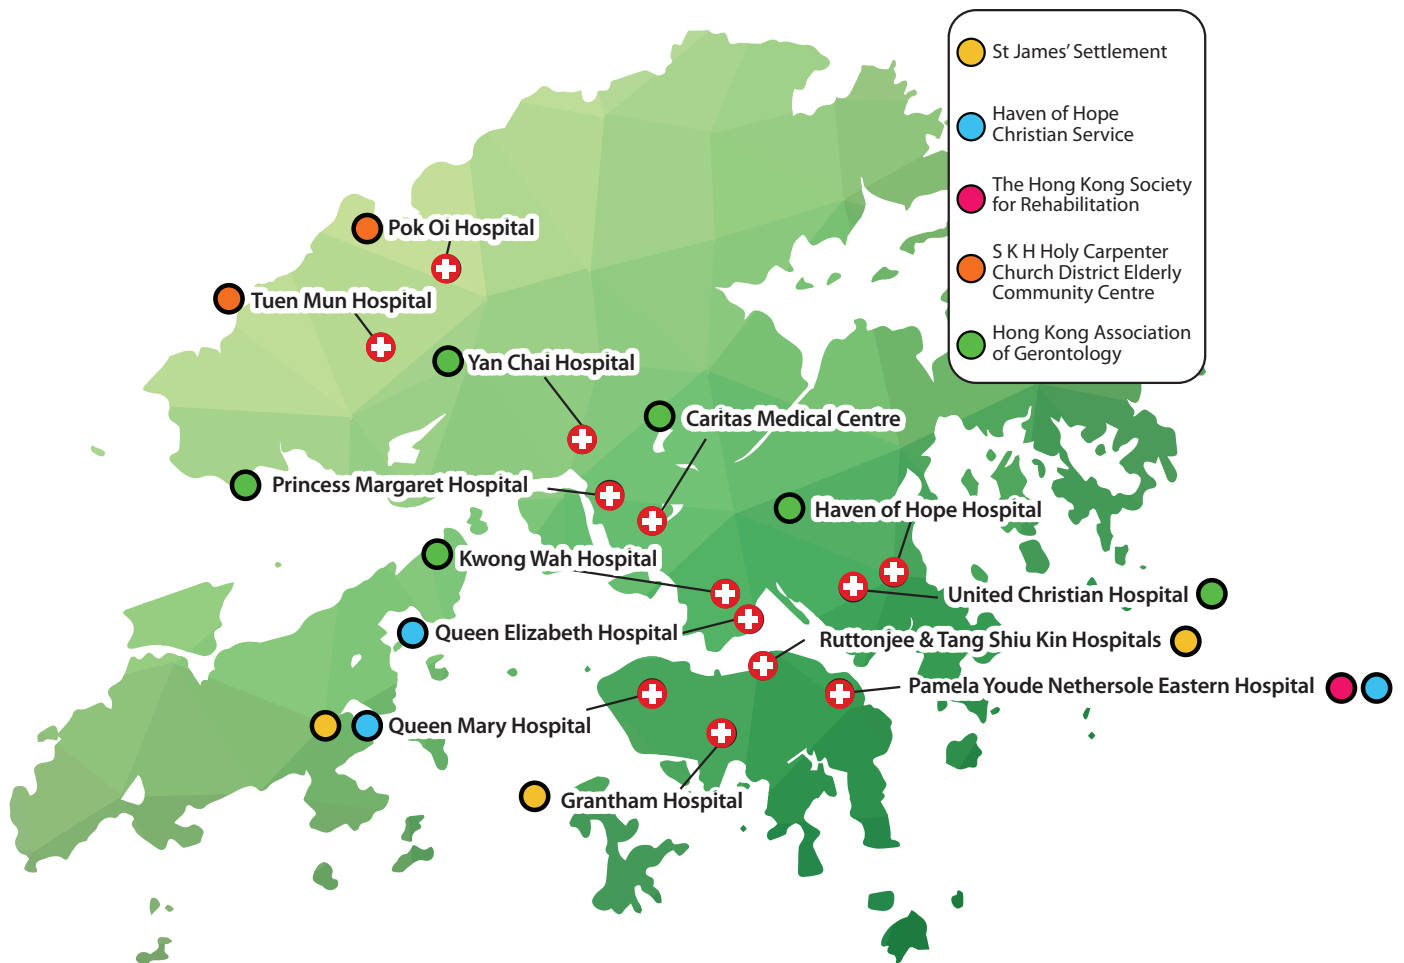 St James' Settlement
Haven of Hope
Christian Service
The Hong Kong Society
for Rehabilitation
S K H Holy Carpenter
Church District Elderly
Community Centre
Hong Kong Association
of Gerontology
Pok Oi Hospital
Tuen Mun Hospital
Yan Chai Hospital
Caritas Medical Centre
Princess Margaret Hospital
Haven of Hope Hospital
Kwong Wah Hospital
United Christian Hospital
Queen Elizabeth Hospital
Ruttonjee & Tang Shiu Kin Hospitals
Pamela Youde Nethersole Eastern Hospital
Queen Mary Hospital
Grantham Hospital